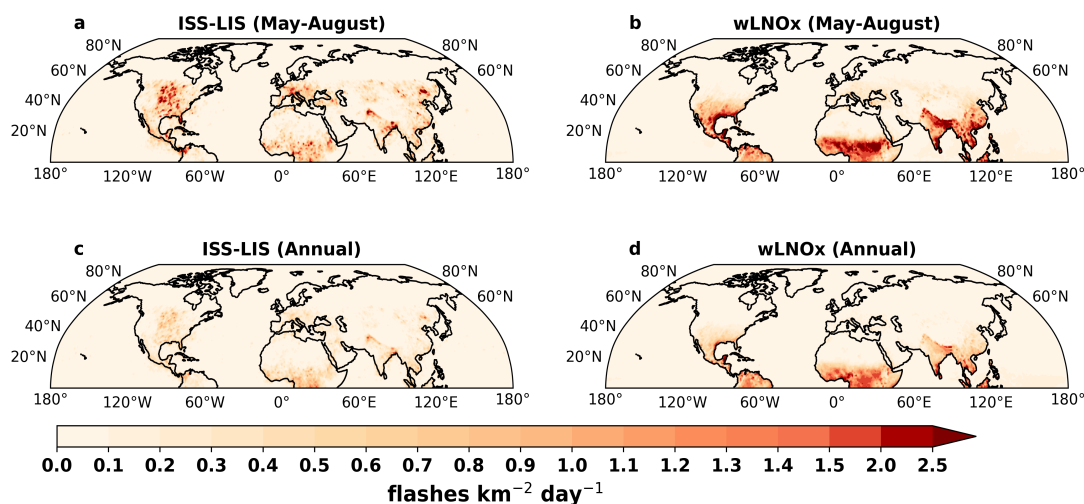 a ISS-LIS (May-August)
80°N 80°N
60°N 60°N
40°N
20°N
180° 120°W 60°W 0° 60°E 120°E 180°
b wLNOx (May-August)
80°N 80°N
60°N 60°N
40°N
20°N
180° 120°W 60°W 0° 60°E 120°E 180°
c ISS-LIS (Annual)
80°N 80°N
60°N 60°N
40°N
20°N
180° 120°W 60°W 0° 60°E 120°E 180°
d wLNOx (Annual)
80°N 80°N
60°N 60°N
40°N
20°N
180° 120°W 60°W 0° 60°E 120°E 180°
0.0 0.1 0.2 0.3 0.4 0.5 0.6 0.7 0.8 0.9 1.0 1.1 1.2 1.3 1.4 1.5 2.0 2.5
flashes km⁻² day⁻¹